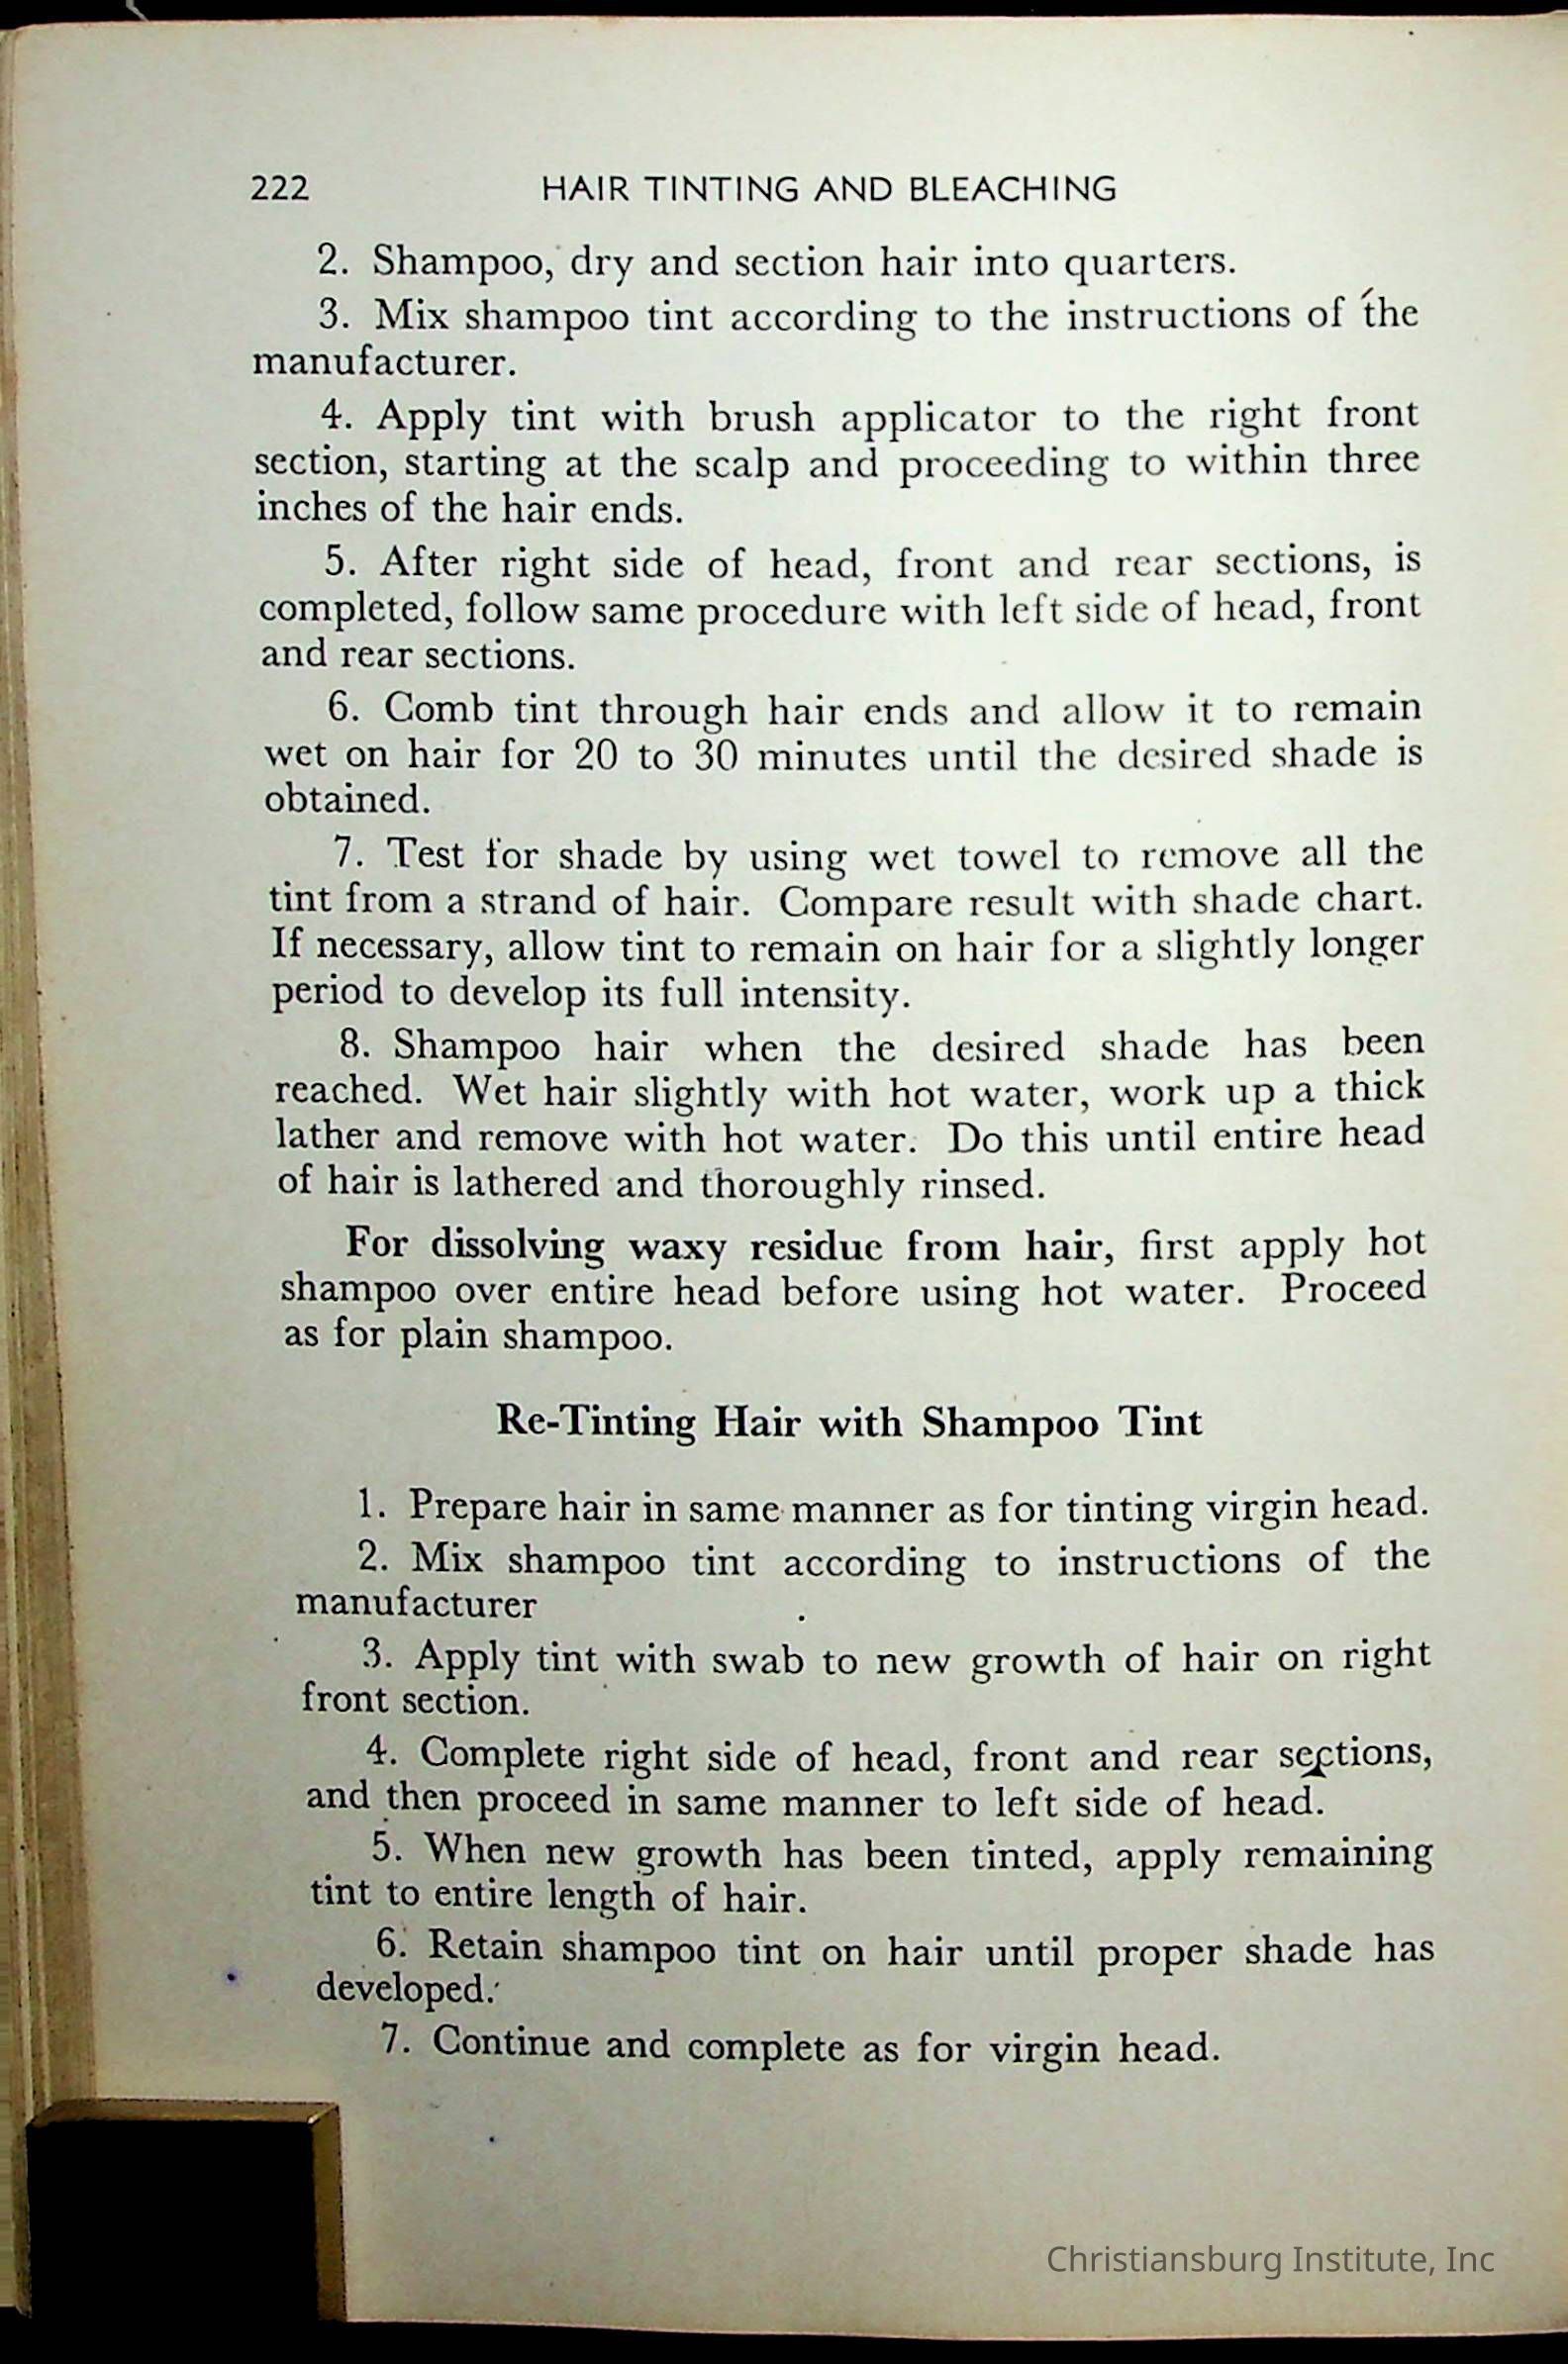 222 HAIR TINTING AND BLEACHING
2. Shampoo, dry and section hair into quarters.
3. Mix shampoo tint according to the instructions of the
manufacturer.
4. Apply tint with brush applicator to the right front
section, starting at the scalp and proceeding to within three
inches of the hair ends.
5. After right side of head, front and rear sections, is
completed, follow same procedure with left side of head, front
and rear sections.
6. Comb tint through hair ends and allow it to remain
wet on hair for 20 to 30 minutes until the desired shade is
obtained.
7. Test for shade by using wet towel to remove all the
tint from a strand of hair. Compare result with shade chart.
If necessary, allow tint to remain on hair for a slightly longer
period to develop its full intensity.
8. Shampoo hair when the desired shade has been
reached. Wet hair slightly with hot water, work up a thick
lather and remove with hot water. Do this until entire head
of hair is lathered and thoroughly rinsed.
For dissolving waxy residue from hair, first apply hot
shampoo over entire head before using hot water. Proceed
as for plain shampoo.
Re-Tinting Hair with Shampoo Tint
1. Prepare hair in same manner as for tinting virgin head.
2. Mix shampoo tint according to instructions of the
manufacturer
3. Apply tint with swab to new growth of hair on right
front section.
4. Complete right side of head, front and rear sections,
and then proceed in same manner to left side of head.
5. When new growth has been tinted, apply remaining
tint to entire length of hair.
6. Retain shampoo tint on hair until proper shade has
developed.
7. Continue and complete as for virgin head.
Christiansburg Institute, Inc